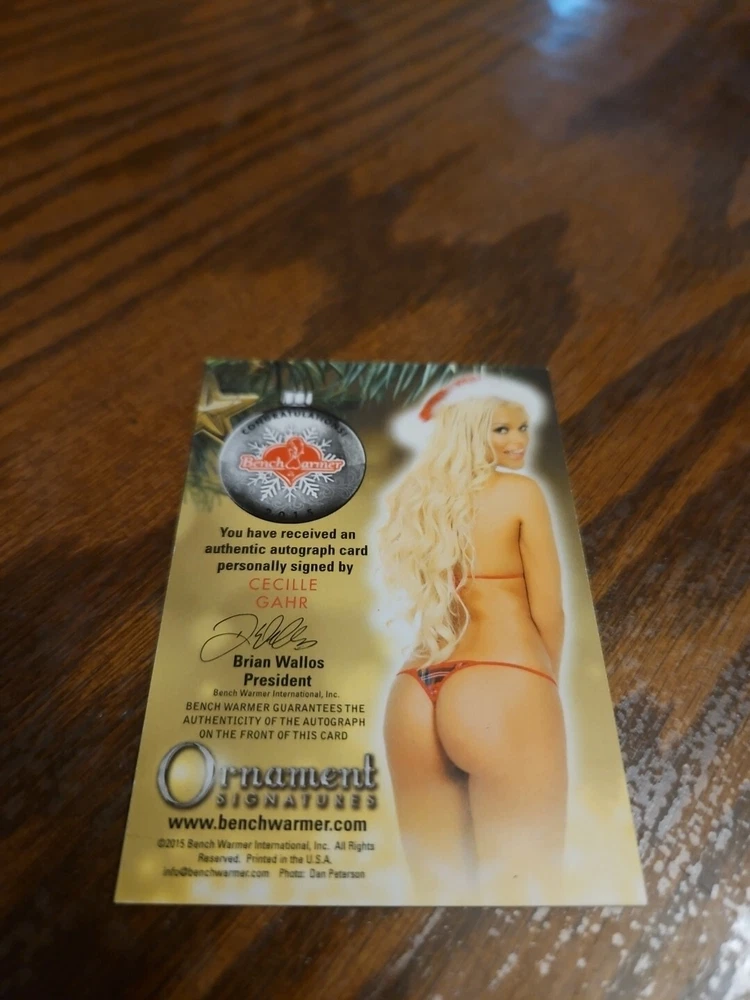 CONGRATULATIONS
BenchWarmer
2015
You have received an
authentic autograph card
personally signed by
CECILLE
GAHR
Brian Wallos
President
Bench Warmer International, Inc.
BENCH WARMER GUARANTEES THE
AUTHENTICITY OF THE AUTOGRAPH
ON THE FRONT OF THIS CARD
Ornament
SIGNATURES
www.benchwarmer.com
©2015 Bench Warmer International, Inc. All Rights
Reserved. Printed in the U.S.A.
info@benchwarmer.com Photo: Dan Peterson